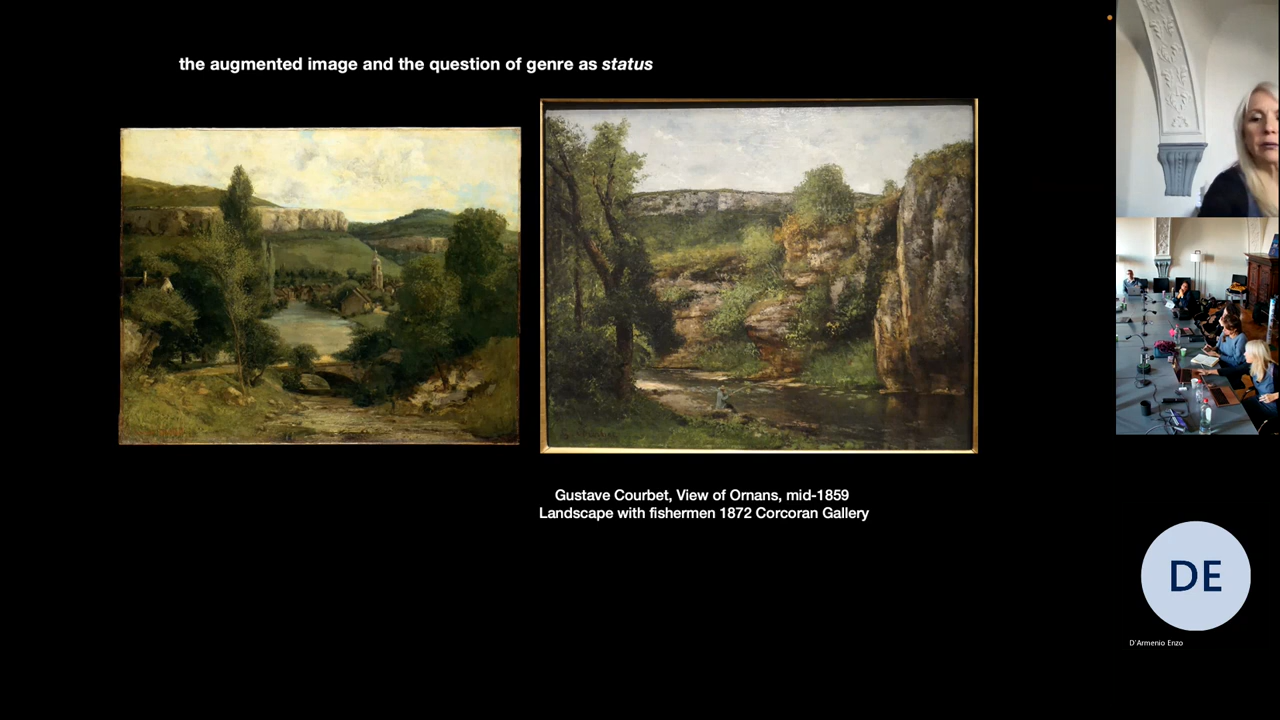 the augmented image and the question of genre as status
Gustave Courbet, View of Ornans, mid-1859
Landscape with fishermen 1872 Corcoran Gallery
DE
D'Armenio Enzo